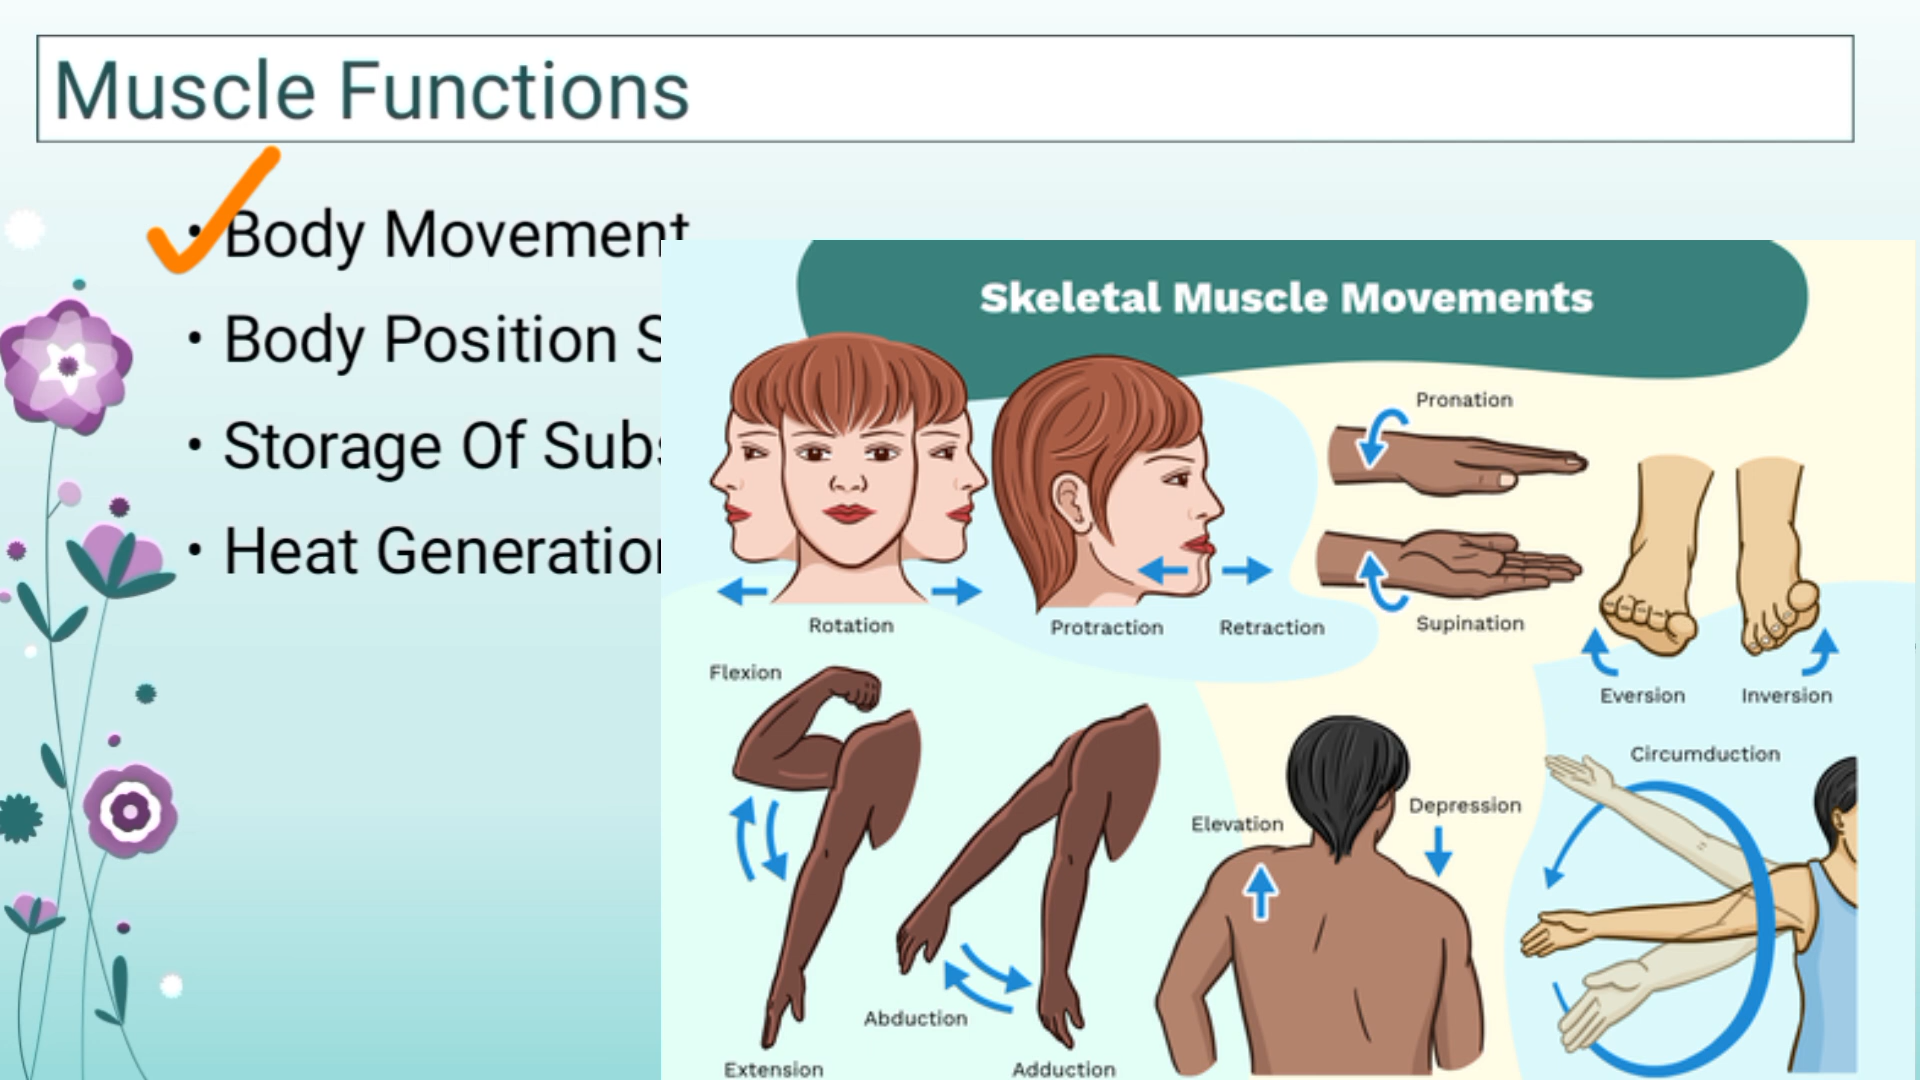 Muscle Functions
• Body Movement
• Body Position
• Storage Of
• Heat
Skeletal Muscle Movements
Pronation
Rotation
Protraction
Retraction
Supination
Flexion
Eversion
Inversion
Circumduction
Elevation
Depression
Abduction
Extension
Adduction